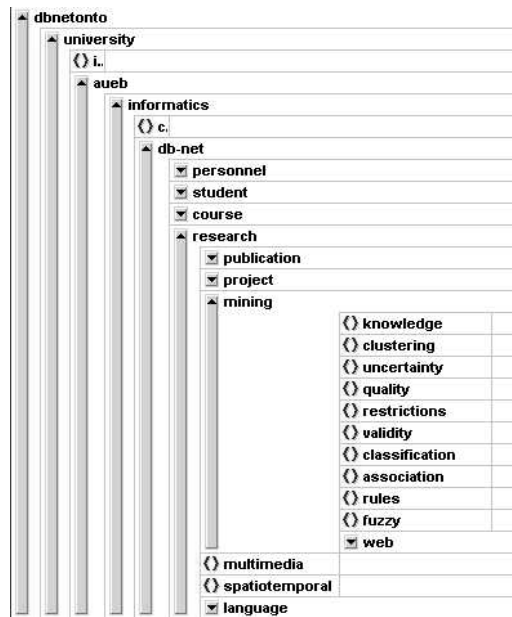 dbnetonto
university
i..
aueb
informatics
c.
db-net
personnel
student
course
research
publication
project
mining
knowledge
clustering
uncertainty
quality
restrictions
validity
classification
association
rules
fuzzy
web
multimedia
spatiotemporal
language